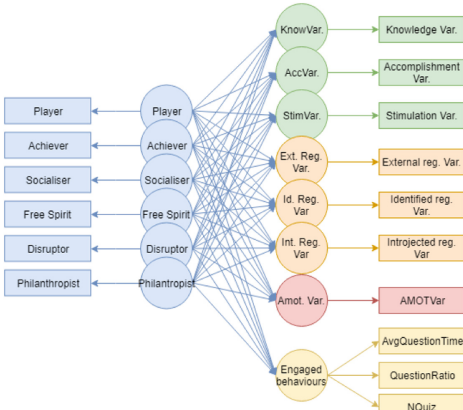 Player
Achiever
Socialiser
Free Spirit
Disruptor
Philanthropist
Player
Achiever
Socialiser
Free Spirit
Disruptor
Philantropist
KnowVar.
AccVar.
StimVar.
Ext. Reg.
Var.
Id. Reg.
Var
Int. Reg.
Var
Amot. Var.
Engaged
behaviours
Knowledge Var.
Accomplishment
Var.
Stimulation Var.
External reg. Var.
Identified reg.
Var.
Introjected reg.
Var
AMOTVar
AvgQuestionTime
QuestionRatio
NQuiz